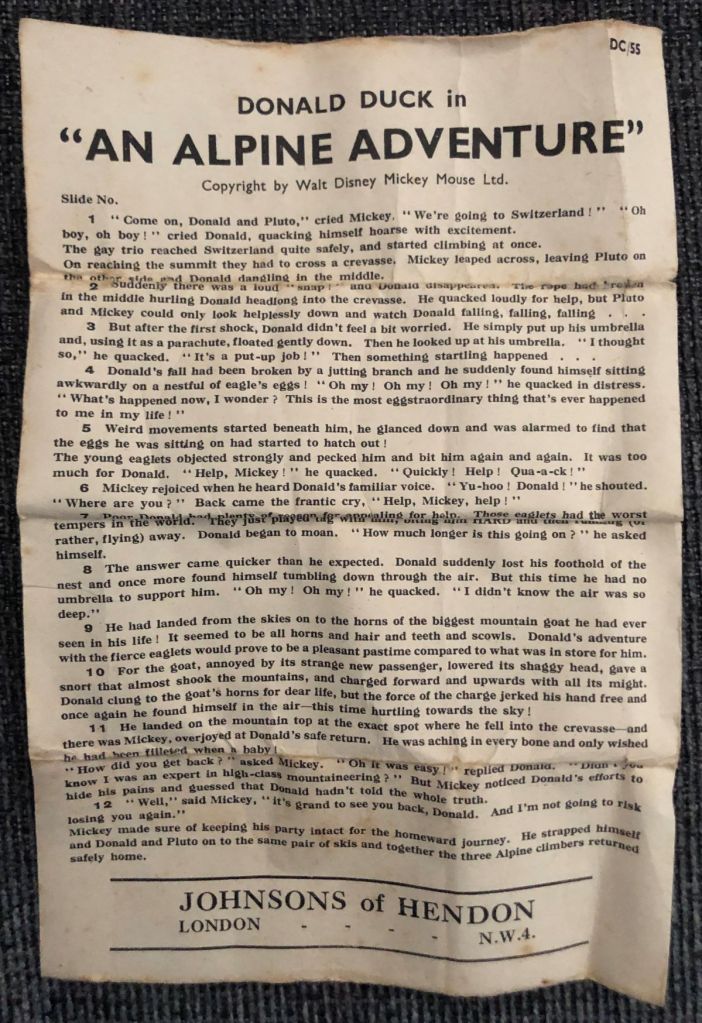 DC/55
DONALD DUCK in
"AN ALPINE ADVENTURE"
Copyright by Walt Disney Mickey Mouse Ltd.
Slide No.
1 "Come on, Donald and Pluto," cried Mickey. "We're going to Switzerland!" "Oh
boy, oh boy!" cried Donald, quacking himself hoarse with excitement.
The gay trio reached Switzerland quite safely, and started climbing at once.
On reaching the summit they had to cross a crevasse. Mickey leaped across, leaving Pluto on
the other side and Donald dangling in the middle.
2 Suddenly there was a loud "snap!" and Donald disappeared. The rope had broken
in the middle hurling Donald headlong into the crevasse. He quacked loudly for help, but Pluto
and Mickey could only look helplessly down and watch Donald falling, falling, falling . . .
3 But after the first shock, Donald didn't feel a bit worried. He simply put up his umbrella
and, using it as a parachute, floated gently down. Then he looked up at his umbrella. "I thought
so," he quacked. "It's a put-up job!" Then something startling happened . . .
4 Donald's fall had been broken by a jutting branch and he suddenly found himself sitting
awkwardly on a nestful of eagle's eggs! "Oh my! Oh my! Oh my!" he quacked in distress.
"What's happened now, I wonder? This is the most eggstraordinary thing that's ever happened
to me in my life!"
5 Weird movements started beneath him, he glanced down and was alarmed to find that
the eggs he was sitting on had started to hatch out!
The young eaglets objected strongly and pecked him and bit him again and again. It was too
much for Donald. "Help, Mickey!" he quacked. "Quickly! Help! Qua-a-ck!"
6 Mickey rejoiced when he heard Donald's familiar voice. "Yu-hoo! Donald!" he shouted.
"Where are you?" Back came the frantic cry, "Help, Mickey, help!"
7 Poor Donald had plenty of reason for appealing for help. Those eaglets had the worst
tempers in the world. They just played tag with him, biting him HARD and then running (or
rather, flying) away. Donald began to moan. "How much longer is this going on?" he asked
himself.
8 The answer came quicker than he expected. Donald suddenly lost his foothold of the
nest and once more found himself tumbling down through the air. But this time he had no
umbrella to support him. "Oh my! Oh my!" he quacked. "I didn't know the air was so
deep."
9 He had landed from the skies on to the horns of the biggest mountain goat he had ever
seen in his life! It seemed to be all horns and hair and teeth and scowls. Donald's adventure
with the fierce eaglets would prove to be a pleasant pastime compared to what was in store for him.
10 For the goat, annoyed by its strange new passenger, lowered its shaggy head, gave a
snort that almost shook the mountains, and charged forward and upwards with all its might.
Donald clung to the goat's horns for dear life, but the force of the charge jerked his hand free and
once again he found himself in the air—this time hurtling towards the sky!
11 He landed on the mountain top at the exact spot where he fell into the crevasse—and
there was Mickey, overjoyed at Donald's safe return. He was aching in every bone and only wished
he had been filleted when a baby!
"How did you get back?" asked Mickey. "Oh it was easy!" replied Donald. "Didn't you
know I was an expert in high-class mountaineering?" But Mickey noticed Donald's efforts to
hide his pains and guessed that Donald hadn't told the whole truth.
12 "Well," said Mickey, "it's grand to see you back, Donald. And I'm not going to risk
losing you again."
Mickey made sure of keeping his party intact for the homeward journey. He strapped himself
and Donald and Pluto on to the same pair of skis and together the three Alpine climbers returned
safely home.
JOHNSONS of HENDON
LONDON - - - - N.W.4.